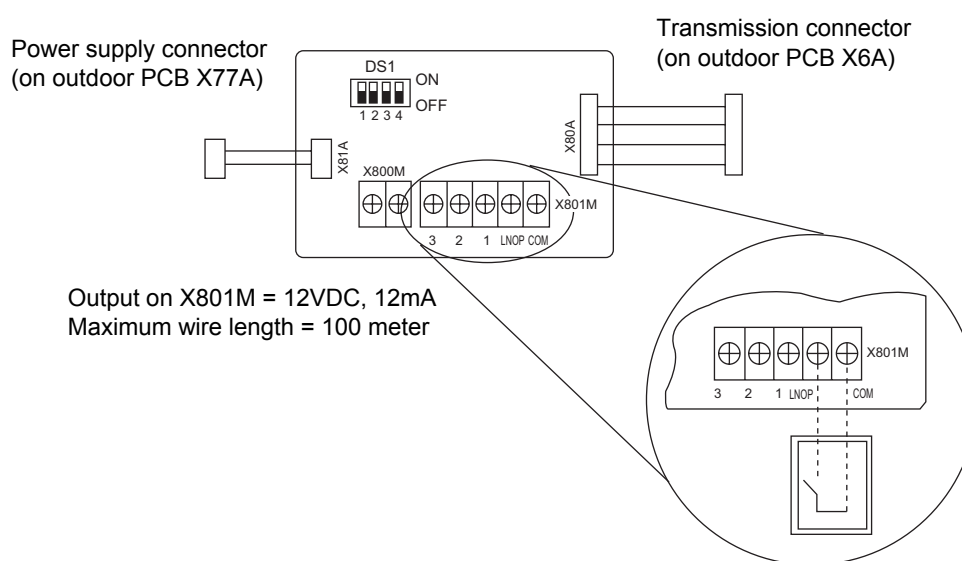 Power supply connector
(on outdoor PCB X77A)
Transmission connector
(on outdoor PCB X6A)
DS1
ON
OFF
1 2 3 4
X81A
X80A
X800M
X801M
3 2 1 LNOP COM
Output on X801M = 12VDC, 12mA
Maximum wire length = 100 meter
X801M
3 2 1 LNOP COM